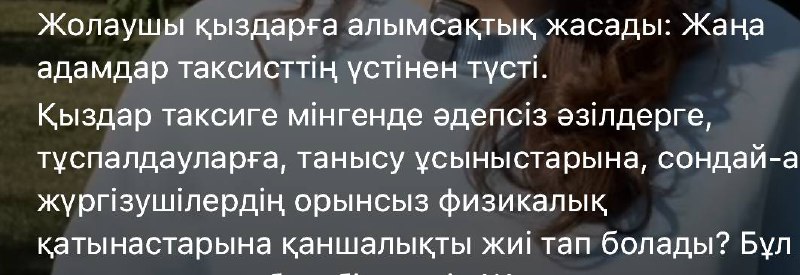 Жолаушы қыздарға алымсақтық жасады: Жаңа
адамдар таксисттің үстінен түсті.
Қыздар таксиге мінгенде әдепсіз әзілдерге,
тұспалдауларға, танысу ұсыныстарына, сондай-а
жүргізушілердің орынсыз физикалық
қатынастарына қаншалықты жиі тап болады? Бұл